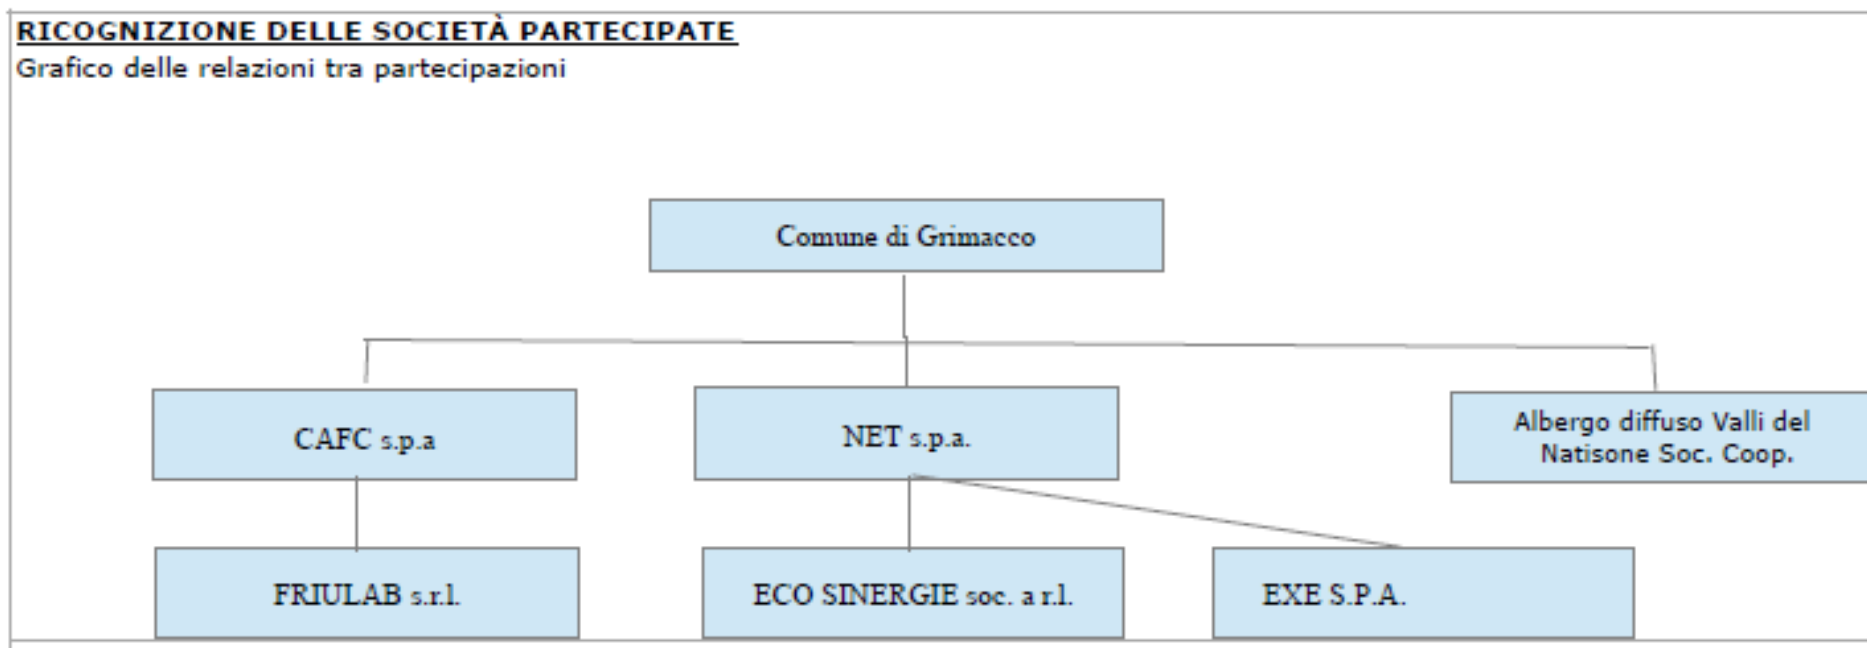 RICOGNIZIONE DELLE SOCIETÀ PARTECIPATE
Grafico delle relazioni tra partecipazioni
Comune di Grimacco
CAFC s.p.a
NET s.p.a.
Albergo diffuso Valli del
Natisone Soc. Coop.
FRIULAB s.r.l.
ECO SINERGIE soc. a r.l.
EXE S.P.A.